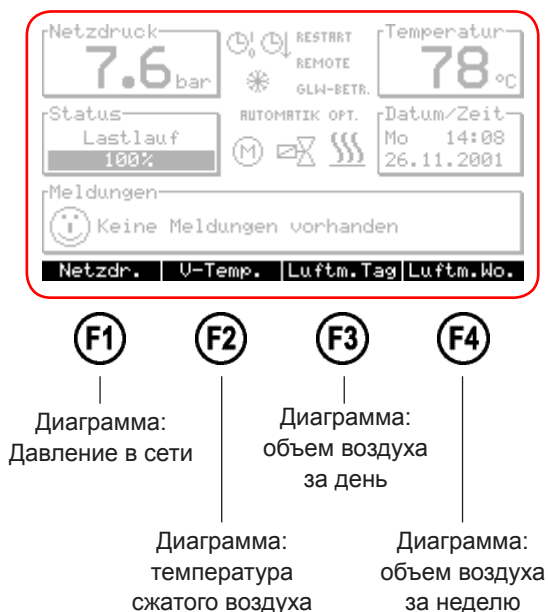 Netzdruck
7.6 bar
RESTART
REMOTE
GLW-BETR.
Temperatur
78 °C
Status
Lastlauf
100%
AUTOMATIK OPT.
M
Datum/Zeit
Mo 14:08
26.11.2001
Meldungen
i Keine Meldungen vorhanden
Netzdr. V-Temp. Luftm.Tag Luftm.Wo.
F1 F2 F3 F4
Диаграмма:
Давление в сети
Диаграмма:
объем воздуха
за день
Диаграмма:
температура
сжатого воздуха
Диаграмма:
объем воздуха
за неделю